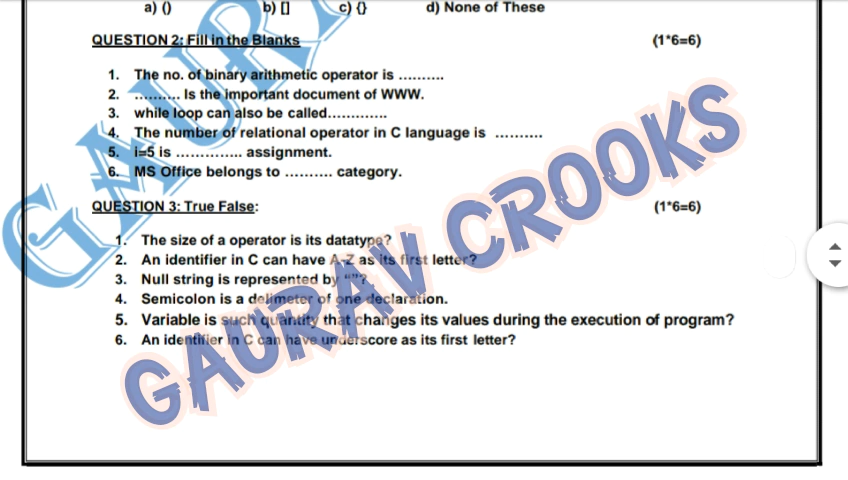 a) () b) [] c) {} d) None of These
QUESTION 2: Fill in the Blanks (1*6=6)
1. The no. of binary arithmetic operator is ..........
2. .......... Is the important document of WWW.
3. while loop can also be called.............
4. The number of relational operator in C language is ..........
5. i=5 is .............. assignment.
6. MS Office belongs to .......... category.
QUESTION 3: True False: (1*6=6)
1. The size of a operator is its datatype?
2. An identifier in C can have A-Z as its first letter?
3. Null string is represented by ""?
4. Semicolon is a delimeter of one declaration.
5. Variable is such quantity that changes its values during the execution of program?
6. An identifier in C can have underscore as its first letter?
GAURAV CROOKS
GAURA